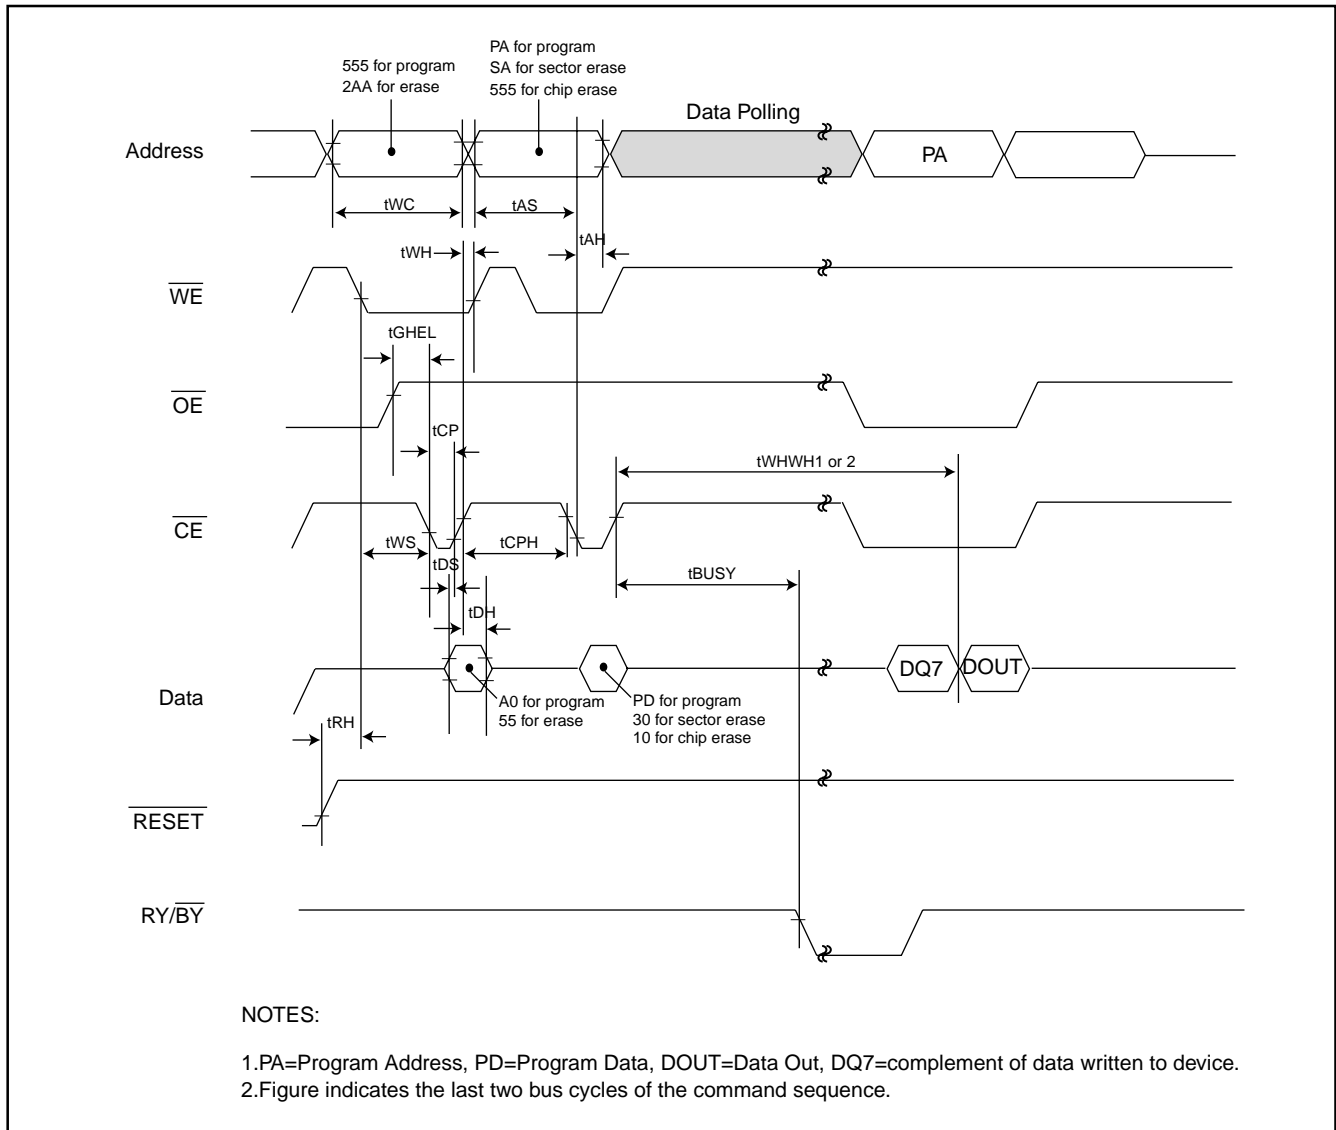 555 for program
2AA for erase
PA for program
SA for sector erase
555 for chip erase
Data Polling
Address
PA
tWC
tAS
tWH
tAH
WE
tGHEL
OE
tCP
tWHWH1 or 2
CE
tWS
tCPH
tDS
tBUSY
tDH
Data
DQ7
DOUT
A0 for program
55 for erase
PD for program
30 for sector erase
10 for chip erase
tRH
RESET
RY/BY
NOTES:
1.PA=Program Address, PD=Program Data, DOUT=Data Out, DQ7=complement of data written to device.
2.Figure indicates the last two bus cycles of the command sequence.